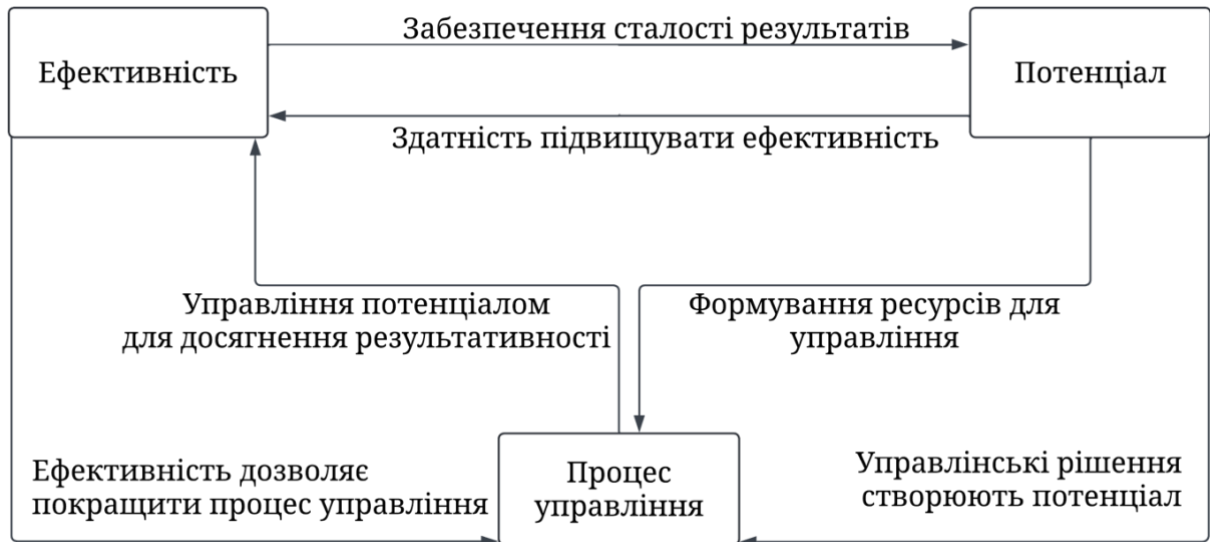 Забезпечення сталості результатів
Ефективність
Потенціал
Здатність підвищувати ефективність
Управління потенціалом
для досягнення результативності
Формування ресурсів для
управління
Ефективність дозволяє
покращити процес управління
Процес
управління
Управлінські рішення
створюють потенціал